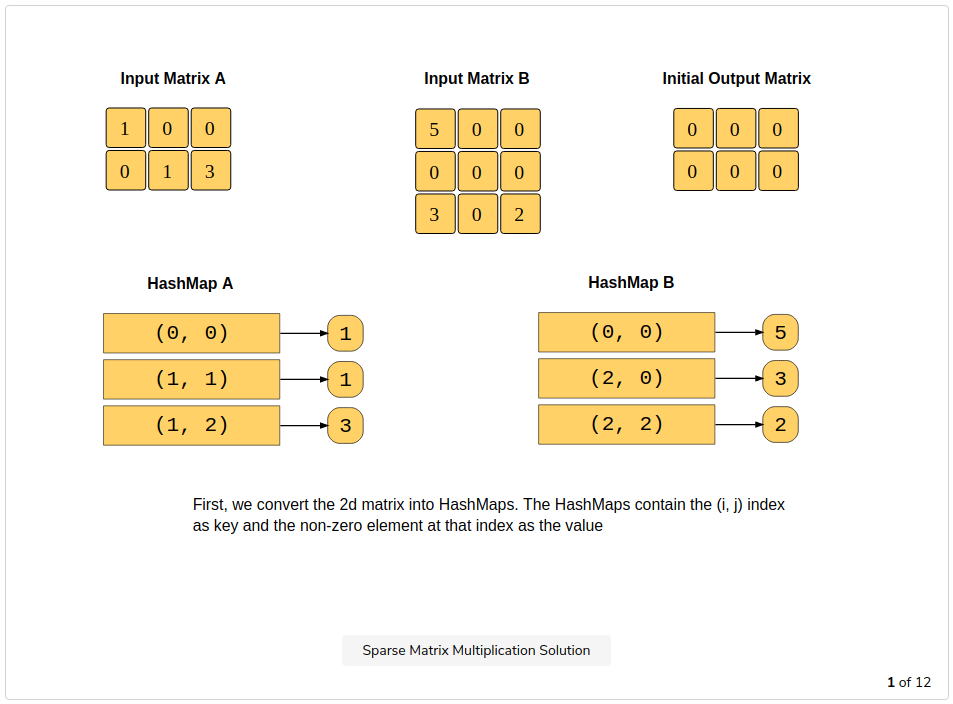 Input Matrix A
Input Matrix B
Initial Output Matrix
1 0 0
5 0 0
0 0 0
0 1 3
0 0 0
0 0 0
3 0 2
HashMap A
HashMap B
(0, 0) 1
(0, 0) 5
(1, 1) 1
(2, 0) 3
(1, 2) 3
(2, 2) 2
First, we convert the 2d matrix into HashMaps. The HashMaps contain the (i, j) index
as key and the non-zero element at that index as the value
Sparse Matrix Multiplication Solution
1 of 12